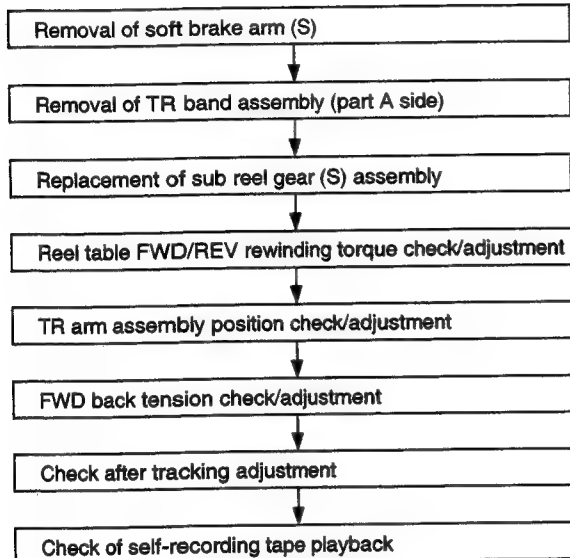 Removal of soft brake arm (S)
Removal of TR band assembly (part A side)
Replacement of sub reel gear (S) assembly
Reel table FWD/REV rewinding torque check/adjustment
TR arm assembly position check/adjustment
FWD back tension check/adjustment
Check after tracking adjustment
Check of self-recording tape playback